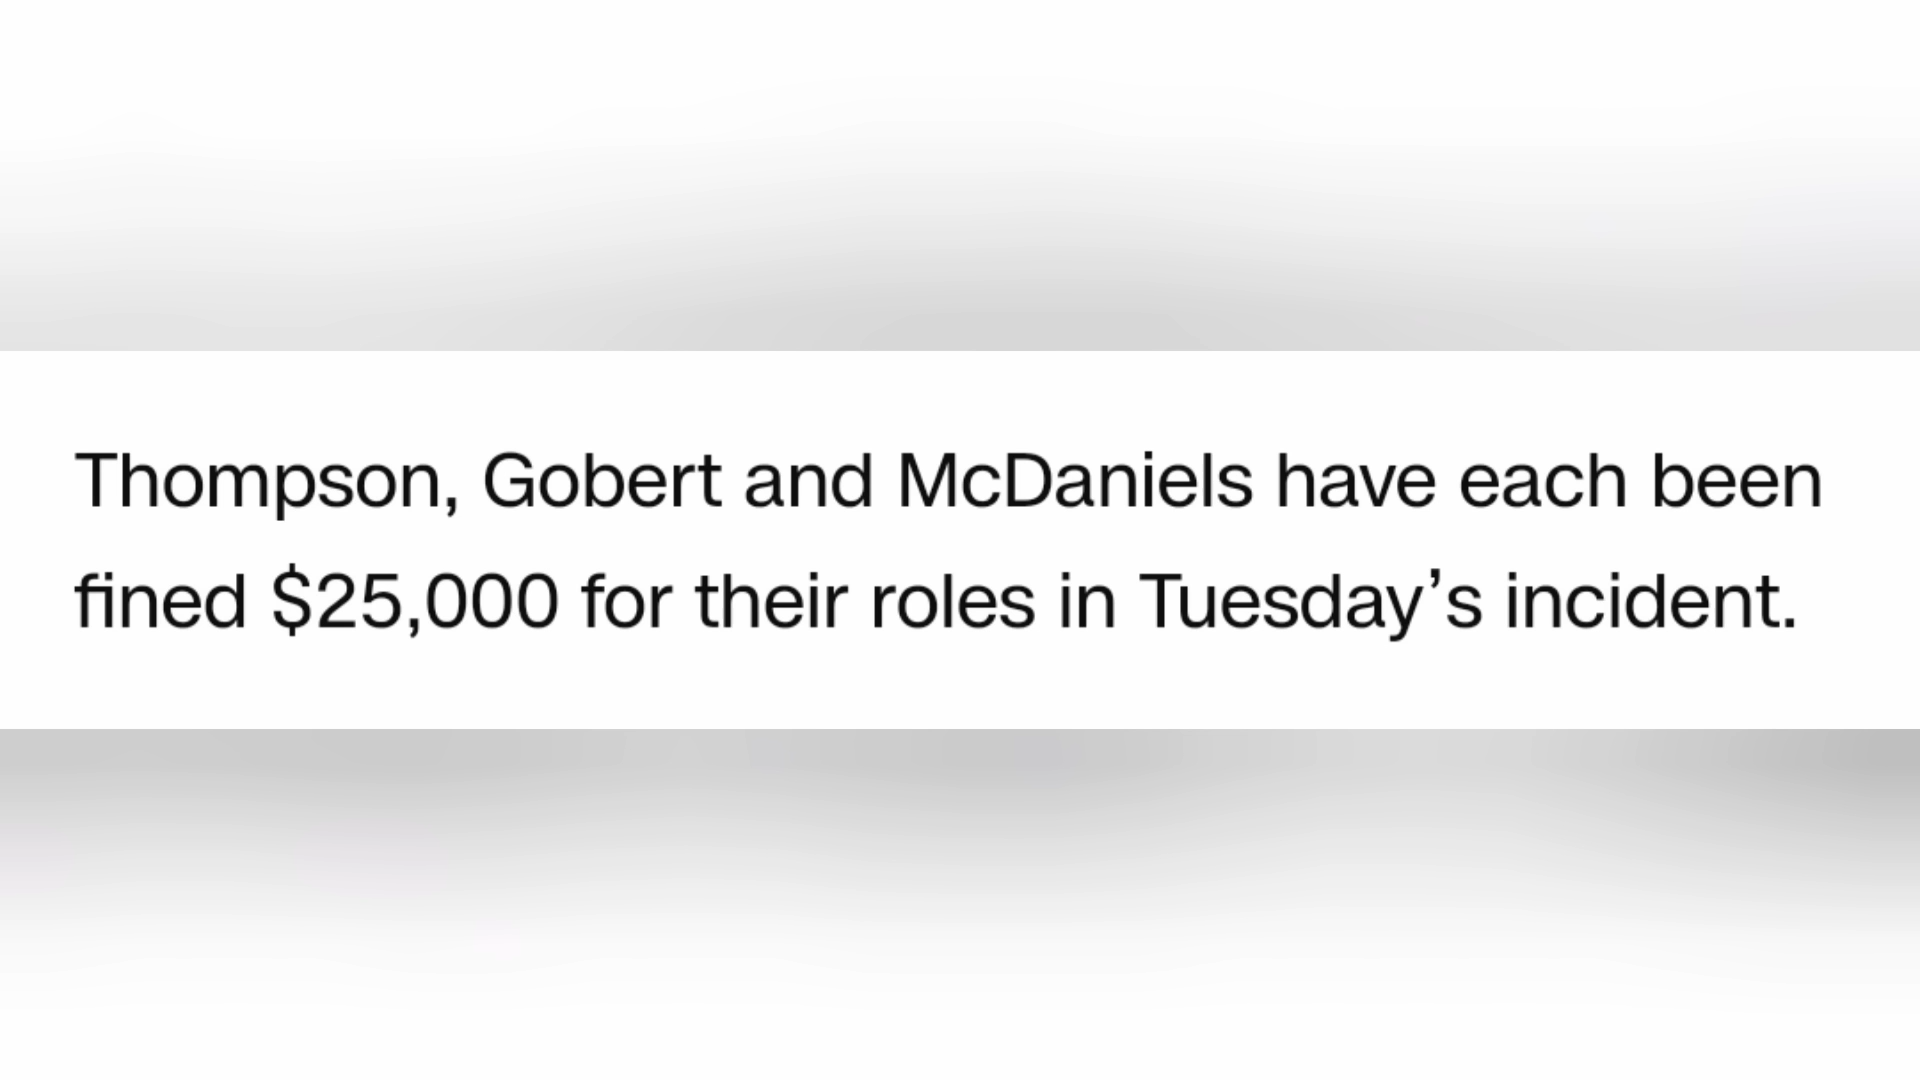 Thompson, Gobert and McDaniels have each been
fined $25,000 for their roles in Tuesday’s incident.